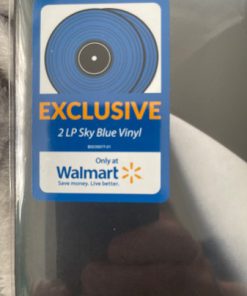 EXCLUSIVE
2 LP Sky Blue Vinyl
Only at
Walmart
Save money. Live better.